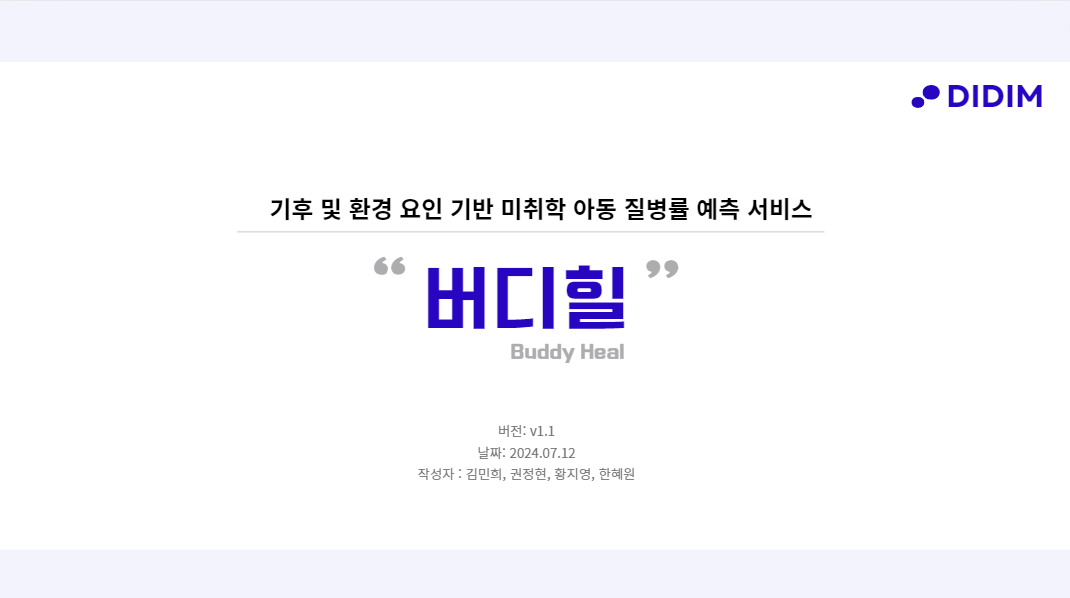 DIDIM
기후 및 환경 요인 기반 미취학 아동 질병률 예측 서비스
“ 버디힐 ”
Buddy Heal
버전: v1.1
날짜: 2024.07.12
작성자 : 김민희, 권정현, 황지영, 한혜원